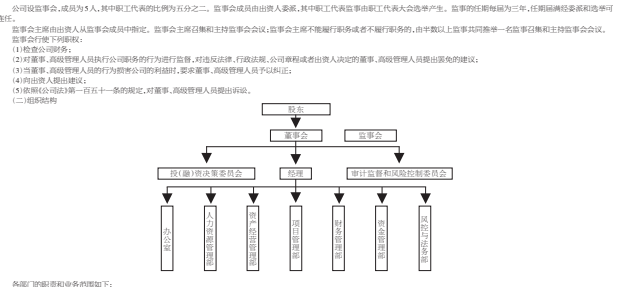 公司设监事会,成员为5人,其中职工代表的比例为五分之二。监事会成员由出资人委派,其中职工代表监事由职工代表大会选举产生。监事的任期每届为三年,任期届满经委派和选举可
连任。
监事会主席由出资人从监事会成员中指定。监事会主席召集和主持监事会会议;监事会主席不能履行职务或者不履行职务的,由半数以上监事共同推举一名监事召集和主持监事会会议。
监事会行使下列职权:
(1)检查公司财务;
(2)对董事、高级管理人员执行公司职务的行为进行监督,对违反法律、行政法规、公司章程或者出资人决定的董事、高级管理人员提出罢免的建议;
(3)当董事、高级管理人员的行为损害公司的利益时,要求董事、高级管理人员予以纠正;
(4)向出资人提出建议;
(5)依照《公司法》第一百五十一条的规定,对董事、高级管理人员提出诉讼。
(二)组织结构
股东
董事会
监事会
投(融)资决策委员会
经理
审计监督和风险控制委员会
办公室
人力资源管理部
资产经营管理部
项目管理部
财务管理部
资金管理部
风控与法务部
各部门的职责和业务范围如下: